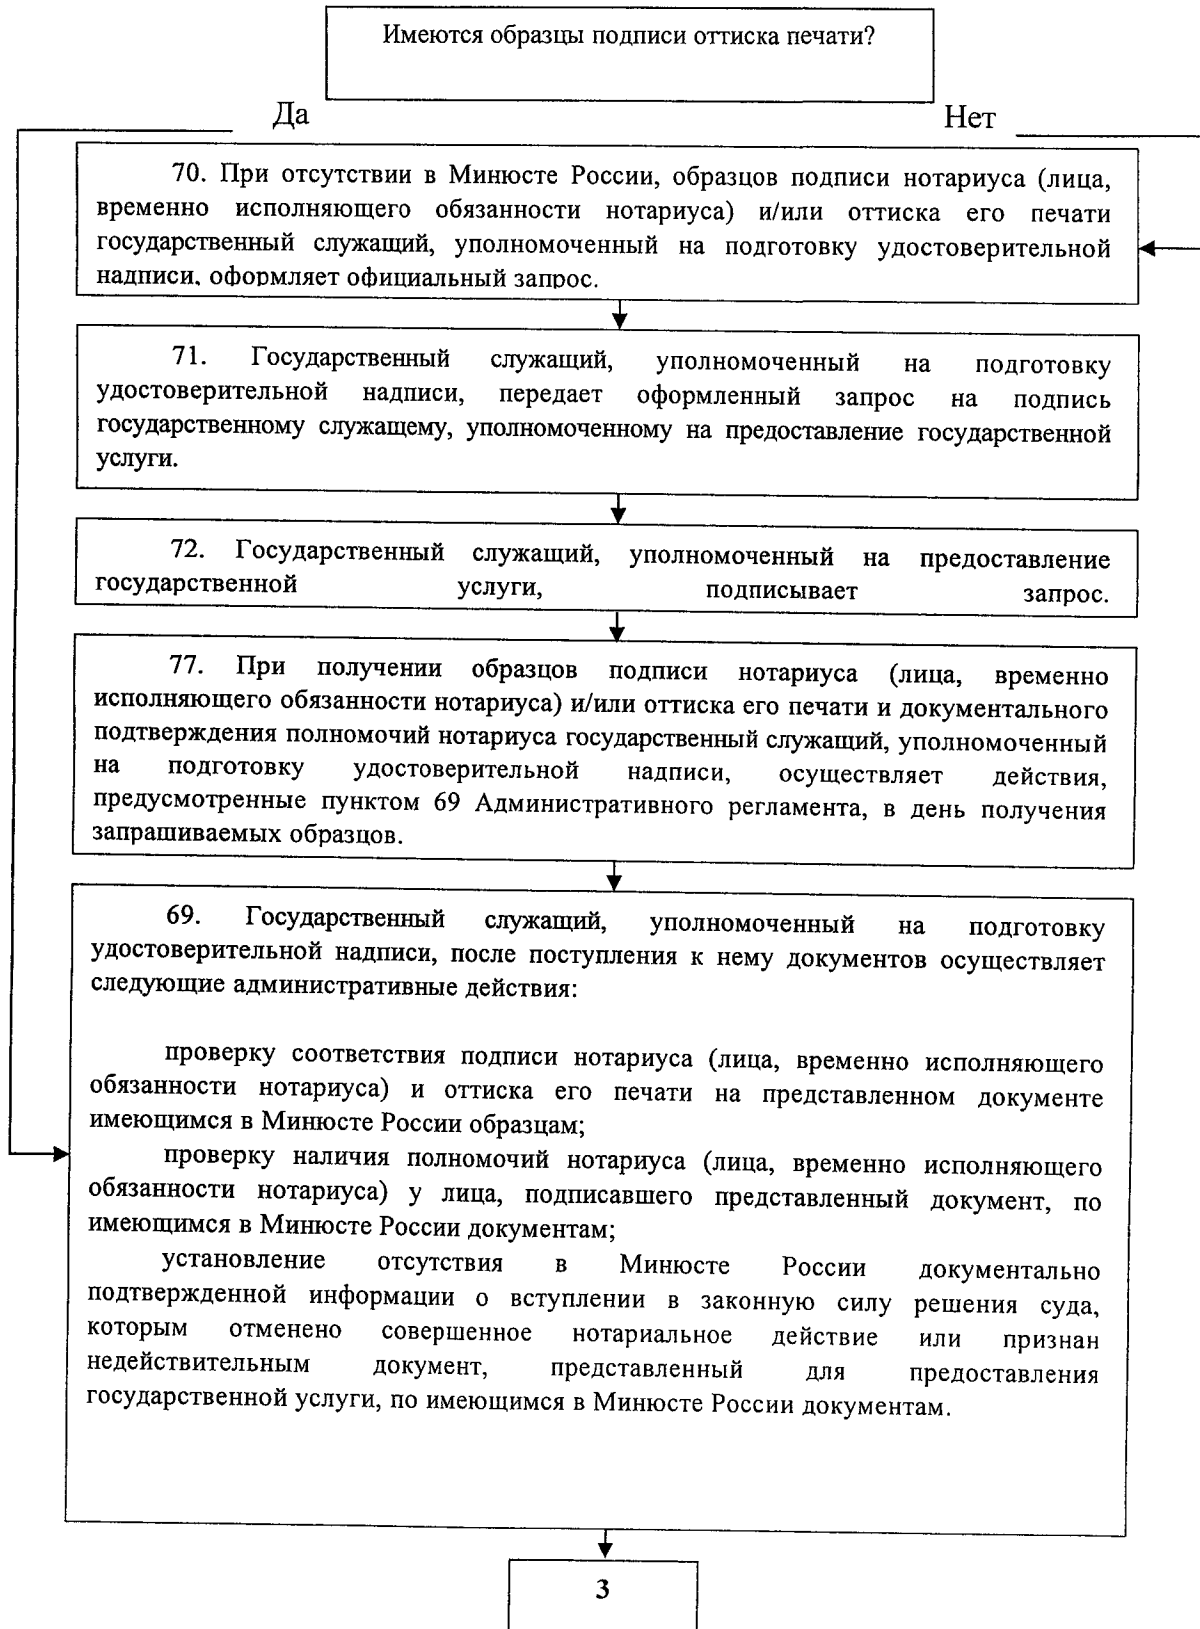 Имеются образцы подписи оттиска печати?
Да
Нет
70. При отсутствии в Минюсте России, образцов подписи нотариуса (лица,
временно исполняющего обязанности нотариуса) и/или оттиска его печати
государственный служащий, уполномоченный на подготовку удостоверительной
надписи, оформляет официальный запрос.
71. Государственный служащий, уполномоченный на подготовку
удостоверительной надписи, передает оформленный запрос на подпись
государственному служащему, уполномоченному на предоставление государственной
услуги.
72. Государственный служащий, уполномоченный на предоставление
государственной услуги, подписывает запрос.
77. При получении образцов подписи нотариуса (лица, временно
исполняющего обязанности нотариуса) и/или оттиска его печати и документального
подтверждения полномочий нотариуса государственный служащий, уполномоченный
на подготовку удостоверительной надписи, осуществляет действия,
предусмотренные пунктом 69 Административного регламента, в день получения
запрашиваемых образцов.
69. Государственный служащий, уполномоченный на подготовку
удостоверительной надписи, после поступления к нему документов осуществляет
следующие административные действия:
проверку соответствия подписи нотариуса (лица, временно исполняющего
обязанности нотариуса) и оттиска его печати на представленном документе
имеющимся в Минюсте России образцам;
проверку наличия полномочий нотариуса (лица, временно исполняющего
обязанности нотариуса) у лица, подписавшего представленный документ, по
имеющимся в Минюсте России документам;
установление отсутствия в Минюсте России документально
подтвержденной информации о вступлении в законную силу решения суда,
которым отменено совершенное нотариальное действие или признан
недействительным документ, представленный для предоставления
государственной услуги, по имеющимся в Минюсте России документам.
3